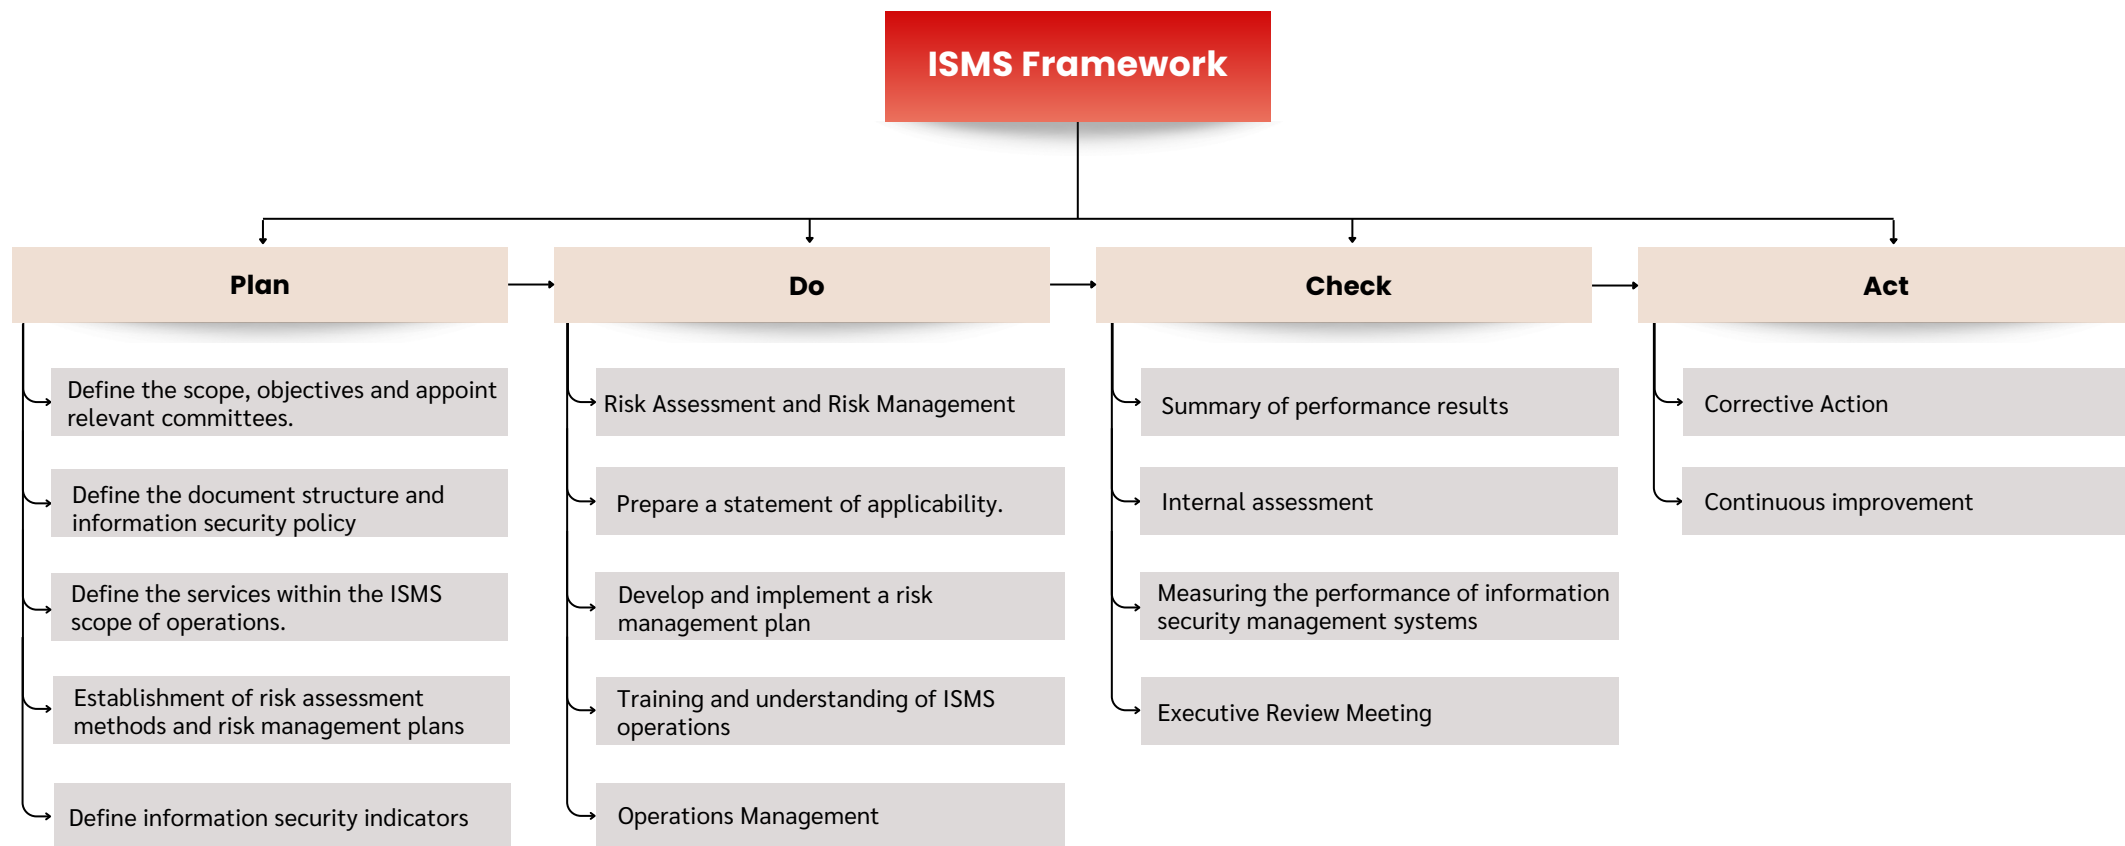 ISMS Framework
Plan
Do
Check
Act
Define the scope, objectives and appoint
relevant committees.
Define the document structure and
information security policy
Define the services within the ISMS
scope of operations.
Establishment of risk assessment
methods and risk management plans
Define information security indicators
Risk Assessment and Risk Management
Prepare a statement of applicability.
Develop and implement a risk
management plan
Training and understanding of ISMS
operations
Operations Management
Summary of performance results
Internal assessment
Measuring the performance of information
security management systems
Executive Review Meeting
Corrective Action
Continuous improvement